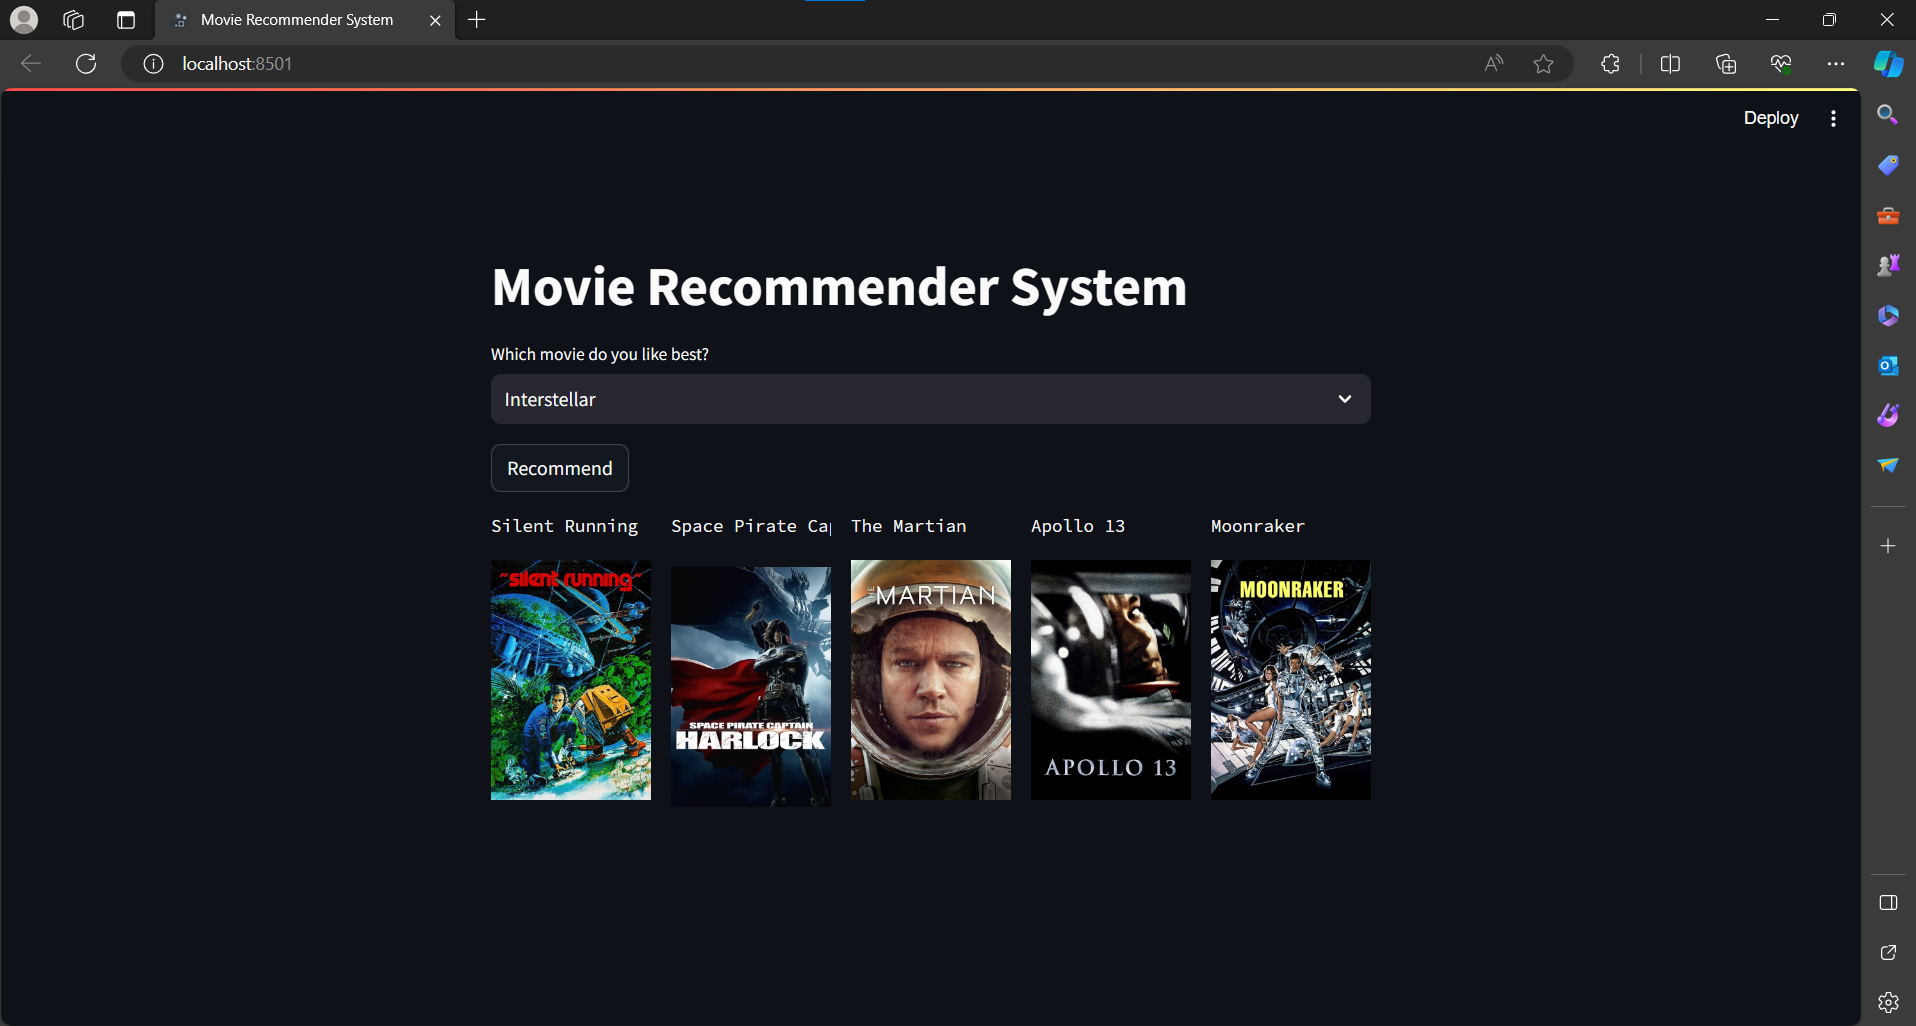 Movie Recommender System
localhost:8501
Deploy
Movie Recommender System
Which movie do you like best?
Interstellar
Recommend
Silent Running
Space Pirate Ca
The Martian
Apollo 13
Moonraker
"silent running"
SPACE PIRATE CAPTAIN
HARLOCK
THE MARTIAN
APOLLO 13
MOONRAKER